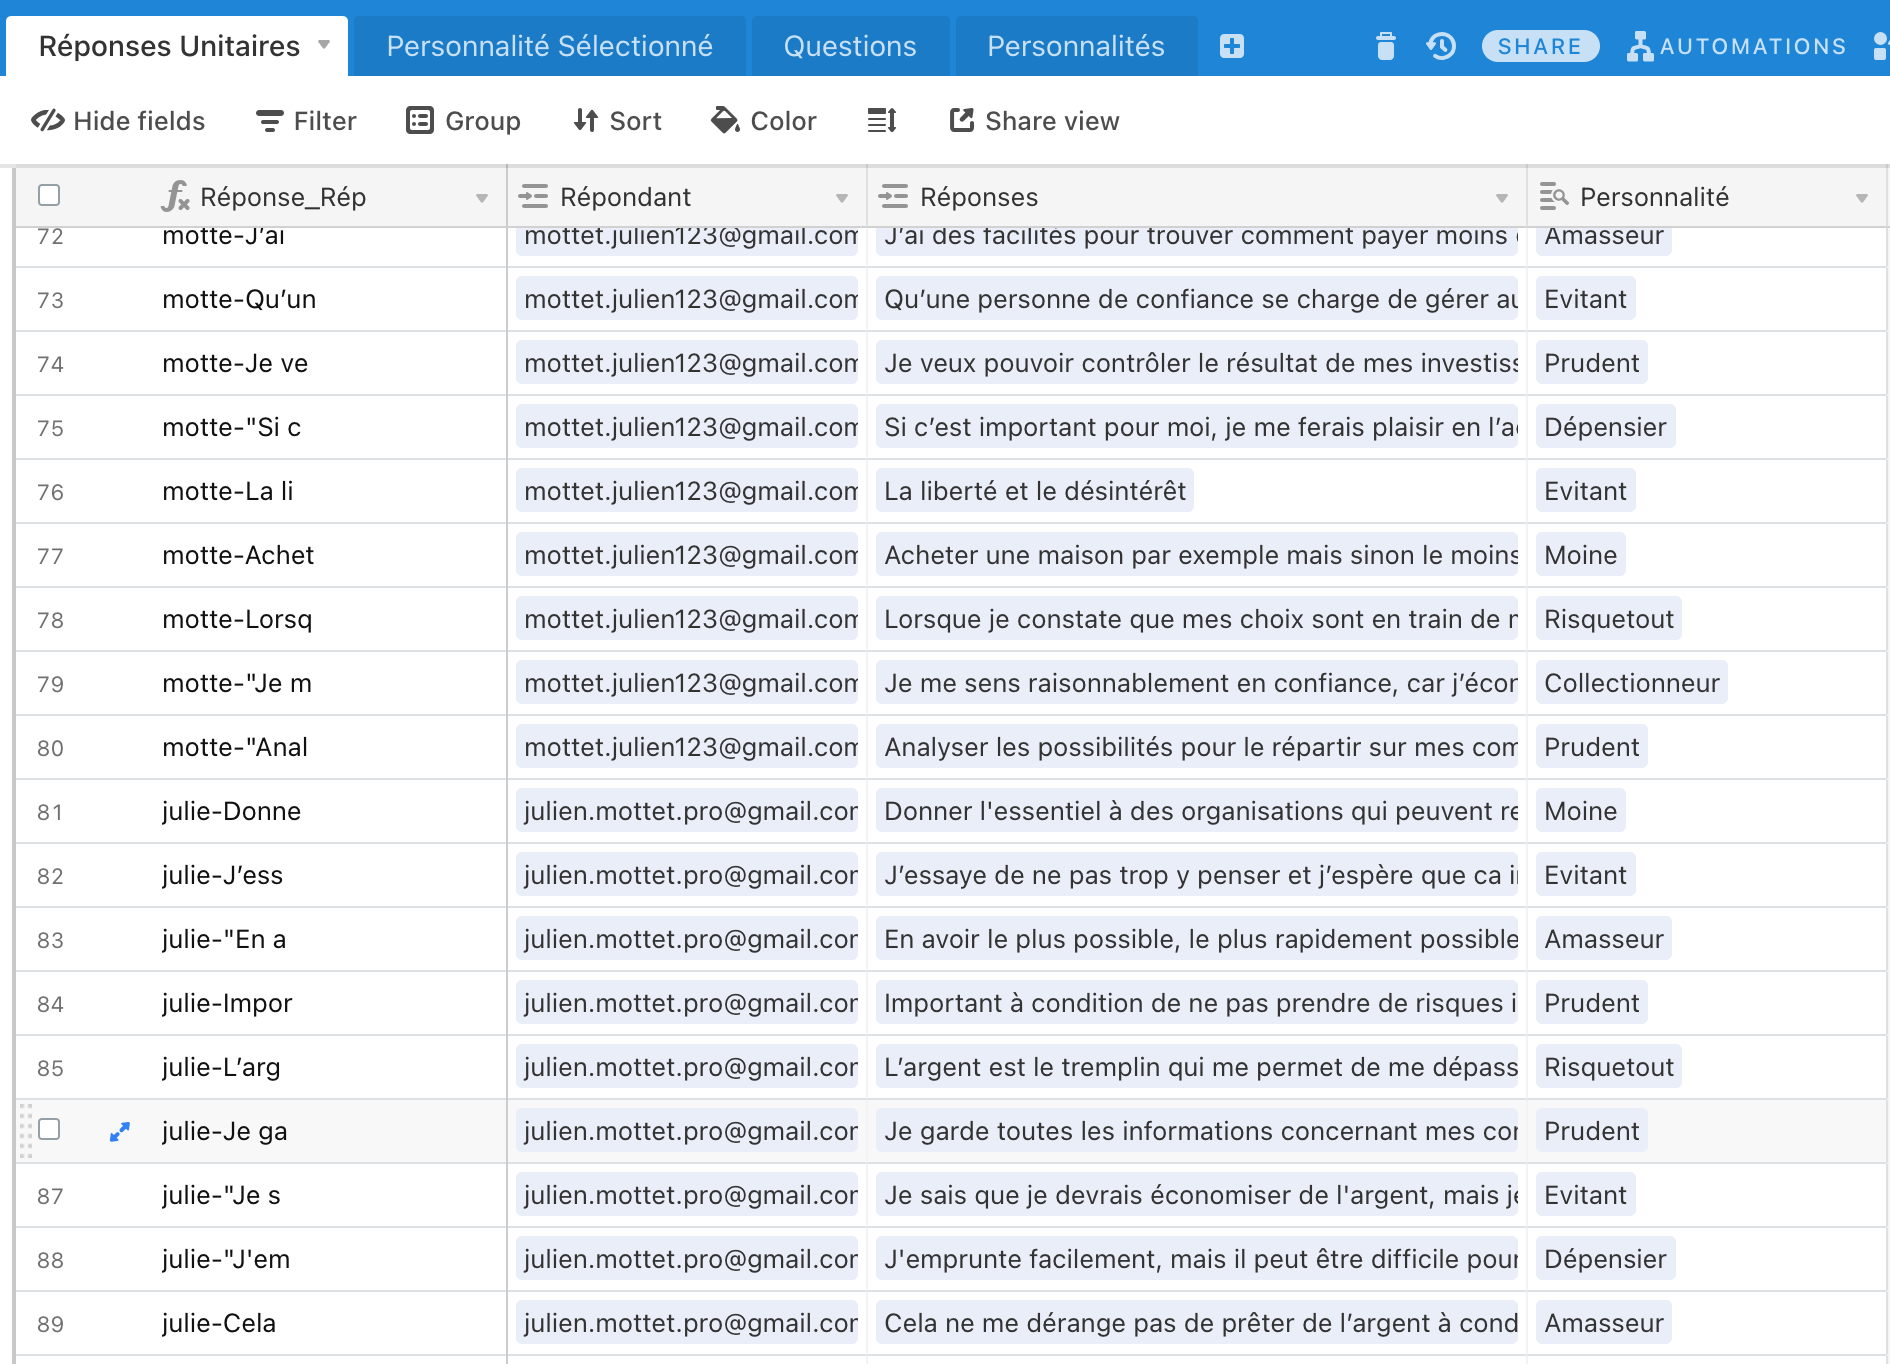 Réponses Unitaires Personnalité Sélectionné Questions Personnalités SHARE AUTOMATIONS
Hide fields Filter Group Sort Color Share view
Réponse_Rép Répondant Réponses Personnalité
72 motte-J’ai mottet.julien123@gmail.com J’ai des facilités pour trouver comment payer moins Amasseur
73 motte-Qu’un mottet.julien123@gmail.com Qu’une personne de confiance se charge de gérer au Evitant
74 motte-Je ve mottet.julien123@gmail.com Je veux pouvoir contrôler le résultat de mes investiss Prudent
75 motte-"Si c mottet.julien123@gmail.com Si c’est important pour moi, je me ferais plaisir en l’a Dépensier
76 motte-La li mottet.julien123@gmail.com La liberté et le désintérêt Evitant
77 motte-Achet mottet.julien123@gmail.com Acheter une maison par exemple mais sinon le moins Moine
78 motte-Lorsq mottet.julien123@gmail.com Lorsque je constate que mes choix sont en train de Risquetout
79 motte-"Je m mottet.julien123@gmail.com Je me sens raisonnablement en confiance, car j’écon Collectionneur
80 motte-"Anal mottet.julien123@gmail.com Analyser les possibilités pour le répartir sur mes com Prudent
81 julie-Donne julien.mottet.pro@gmail.com Donner l'essentiel à des organisations qui peuvent re Moine
82 julie-J’ess julien.mottet.pro@gmail.com J’essaye de ne pas trop y penser et j’espère que ca i Evitant
83 julie-"En a julien.mottet.pro@gmail.com En avoir le plus possible, le plus rapidement possible Amasseur
84 julie-Impor julien.mottet.pro@gmail.com Important à condition de ne pas prendre de risques i Prudent
85 julie-L’arg julien.mottet.pro@gmail.com L’argent est le tremplin qui me permet de me dépass Risquetout
julie-Je ga julien.mottet.pro@gmail.com Je garde toutes les informations concernant mes com Prudent
87 julie-"Je s julien.mottet.pro@gmail.com Je sais que je devrais économiser de l'argent, mais je Evitant
88 julie-"J'em julien.mottet.pro@gmail.com J'emprunte facilement, mais il peut être difficile pour Dépensier
89 julie-Cela julien.mottet.pro@gmail.com Cela ne me dérange pas de prêter de l’argent à cond Amasseur